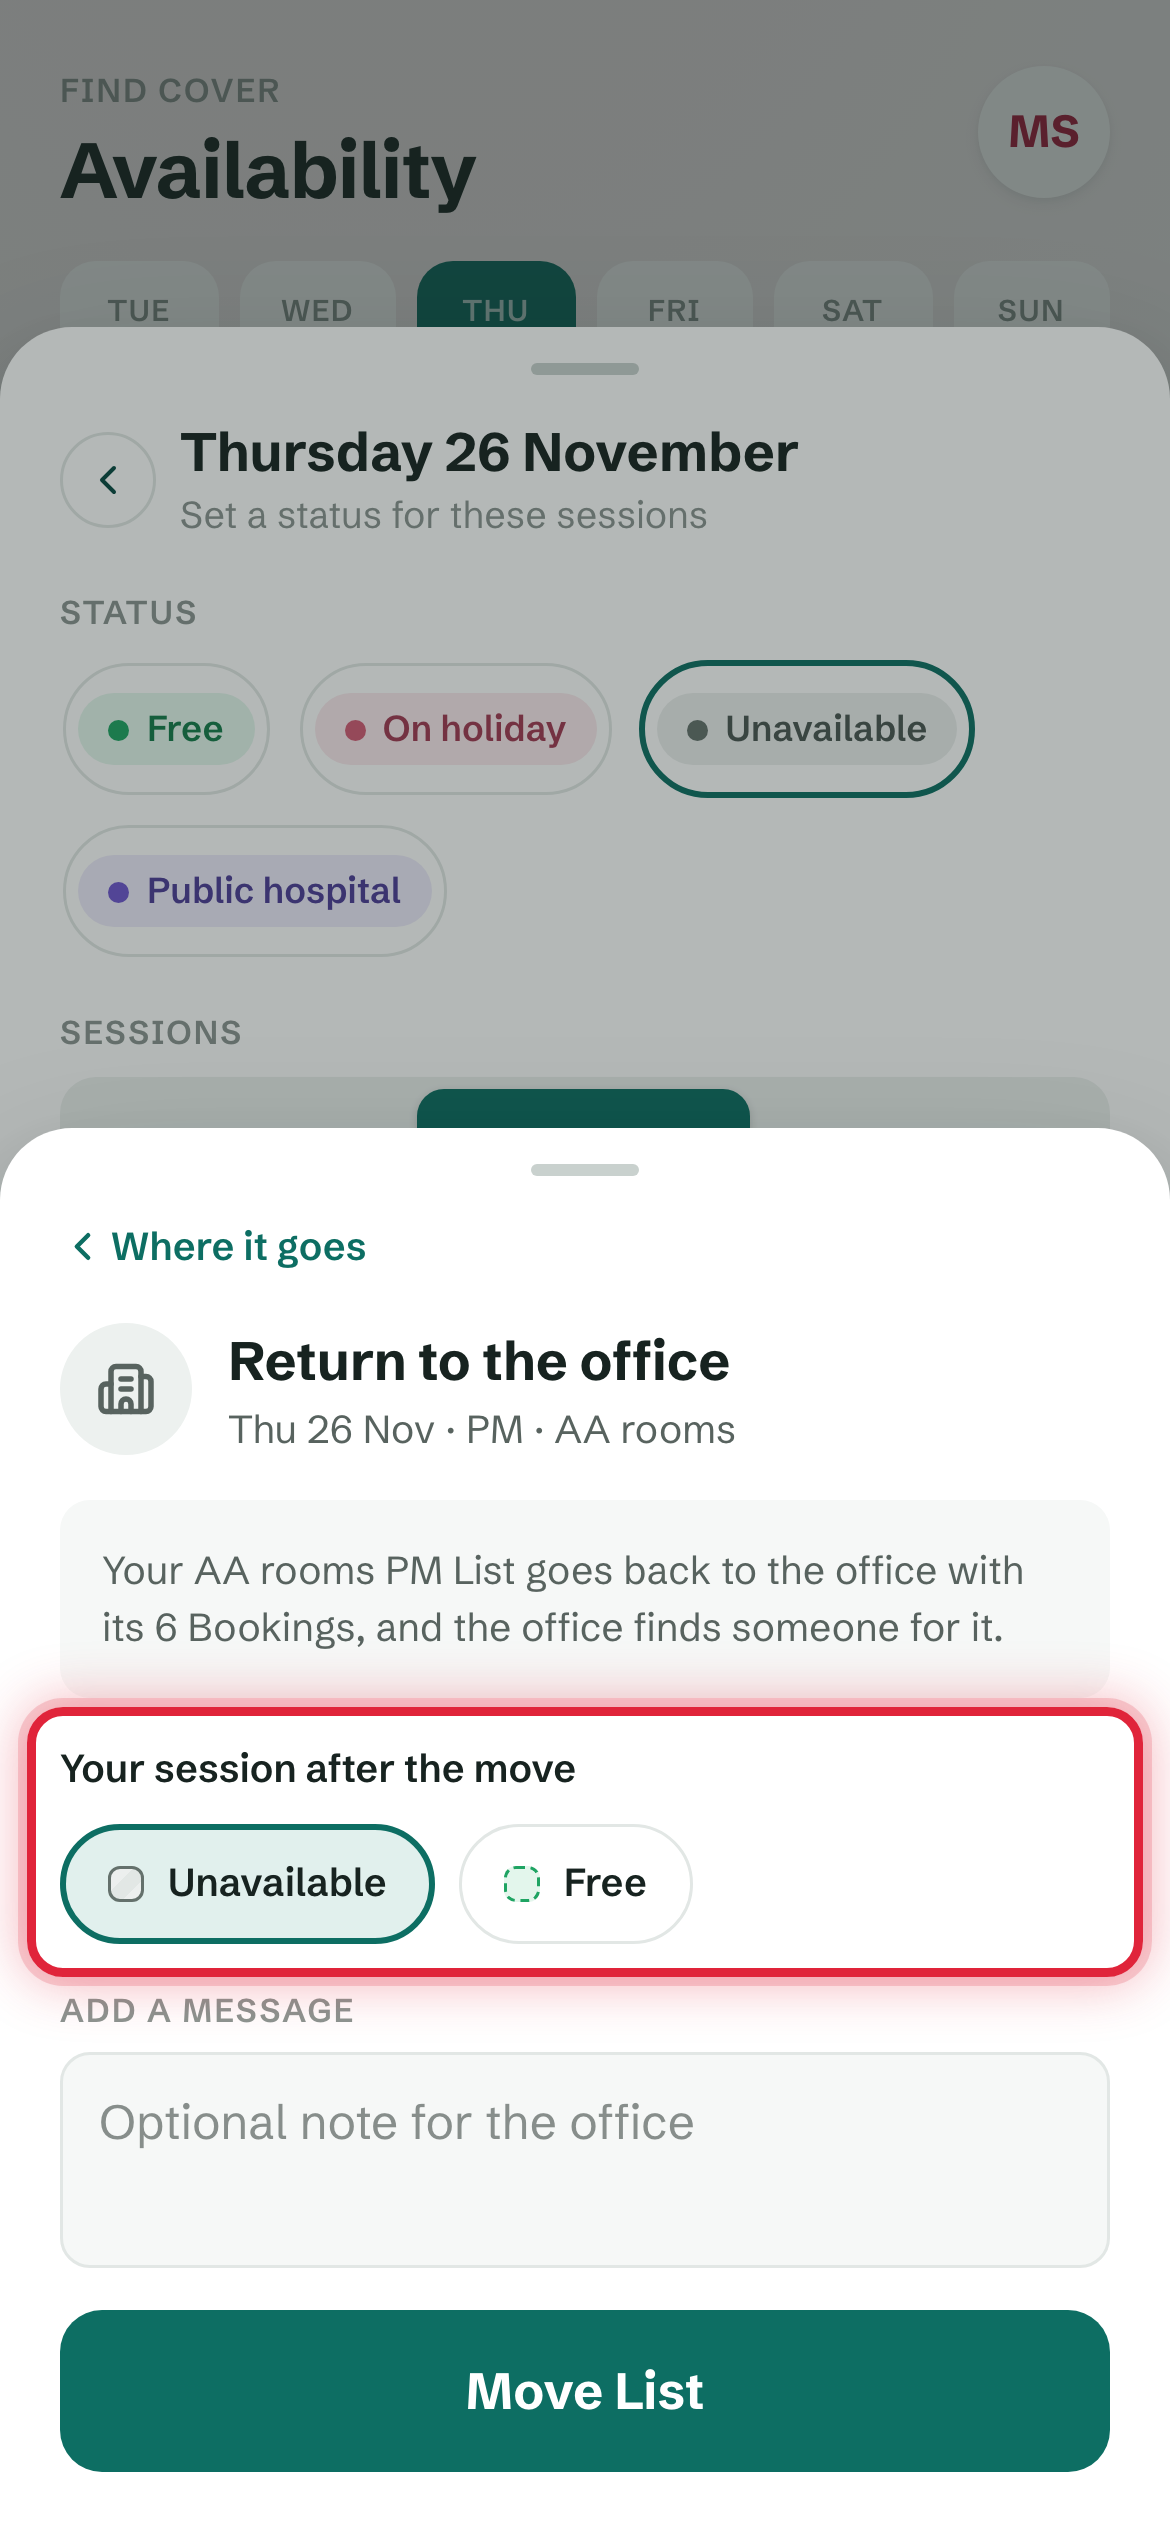 FIND COVER
Availability
MS
TUE WED THU FRI SAT SUN
Thursday 26 November
Set a status for these sessions
STATUS
Free On holiday Unavailable
Public hospital
SESSIONS
Where it goes
Return to the office
Thu 26 Nov · PM · AA rooms
Your AA rooms PM List goes back to the office with
its 6 Bookings, and the office finds someone for it.
Your session after the move
Unavailable Free
ADD A MESSAGE
Optional note for the office
Move List